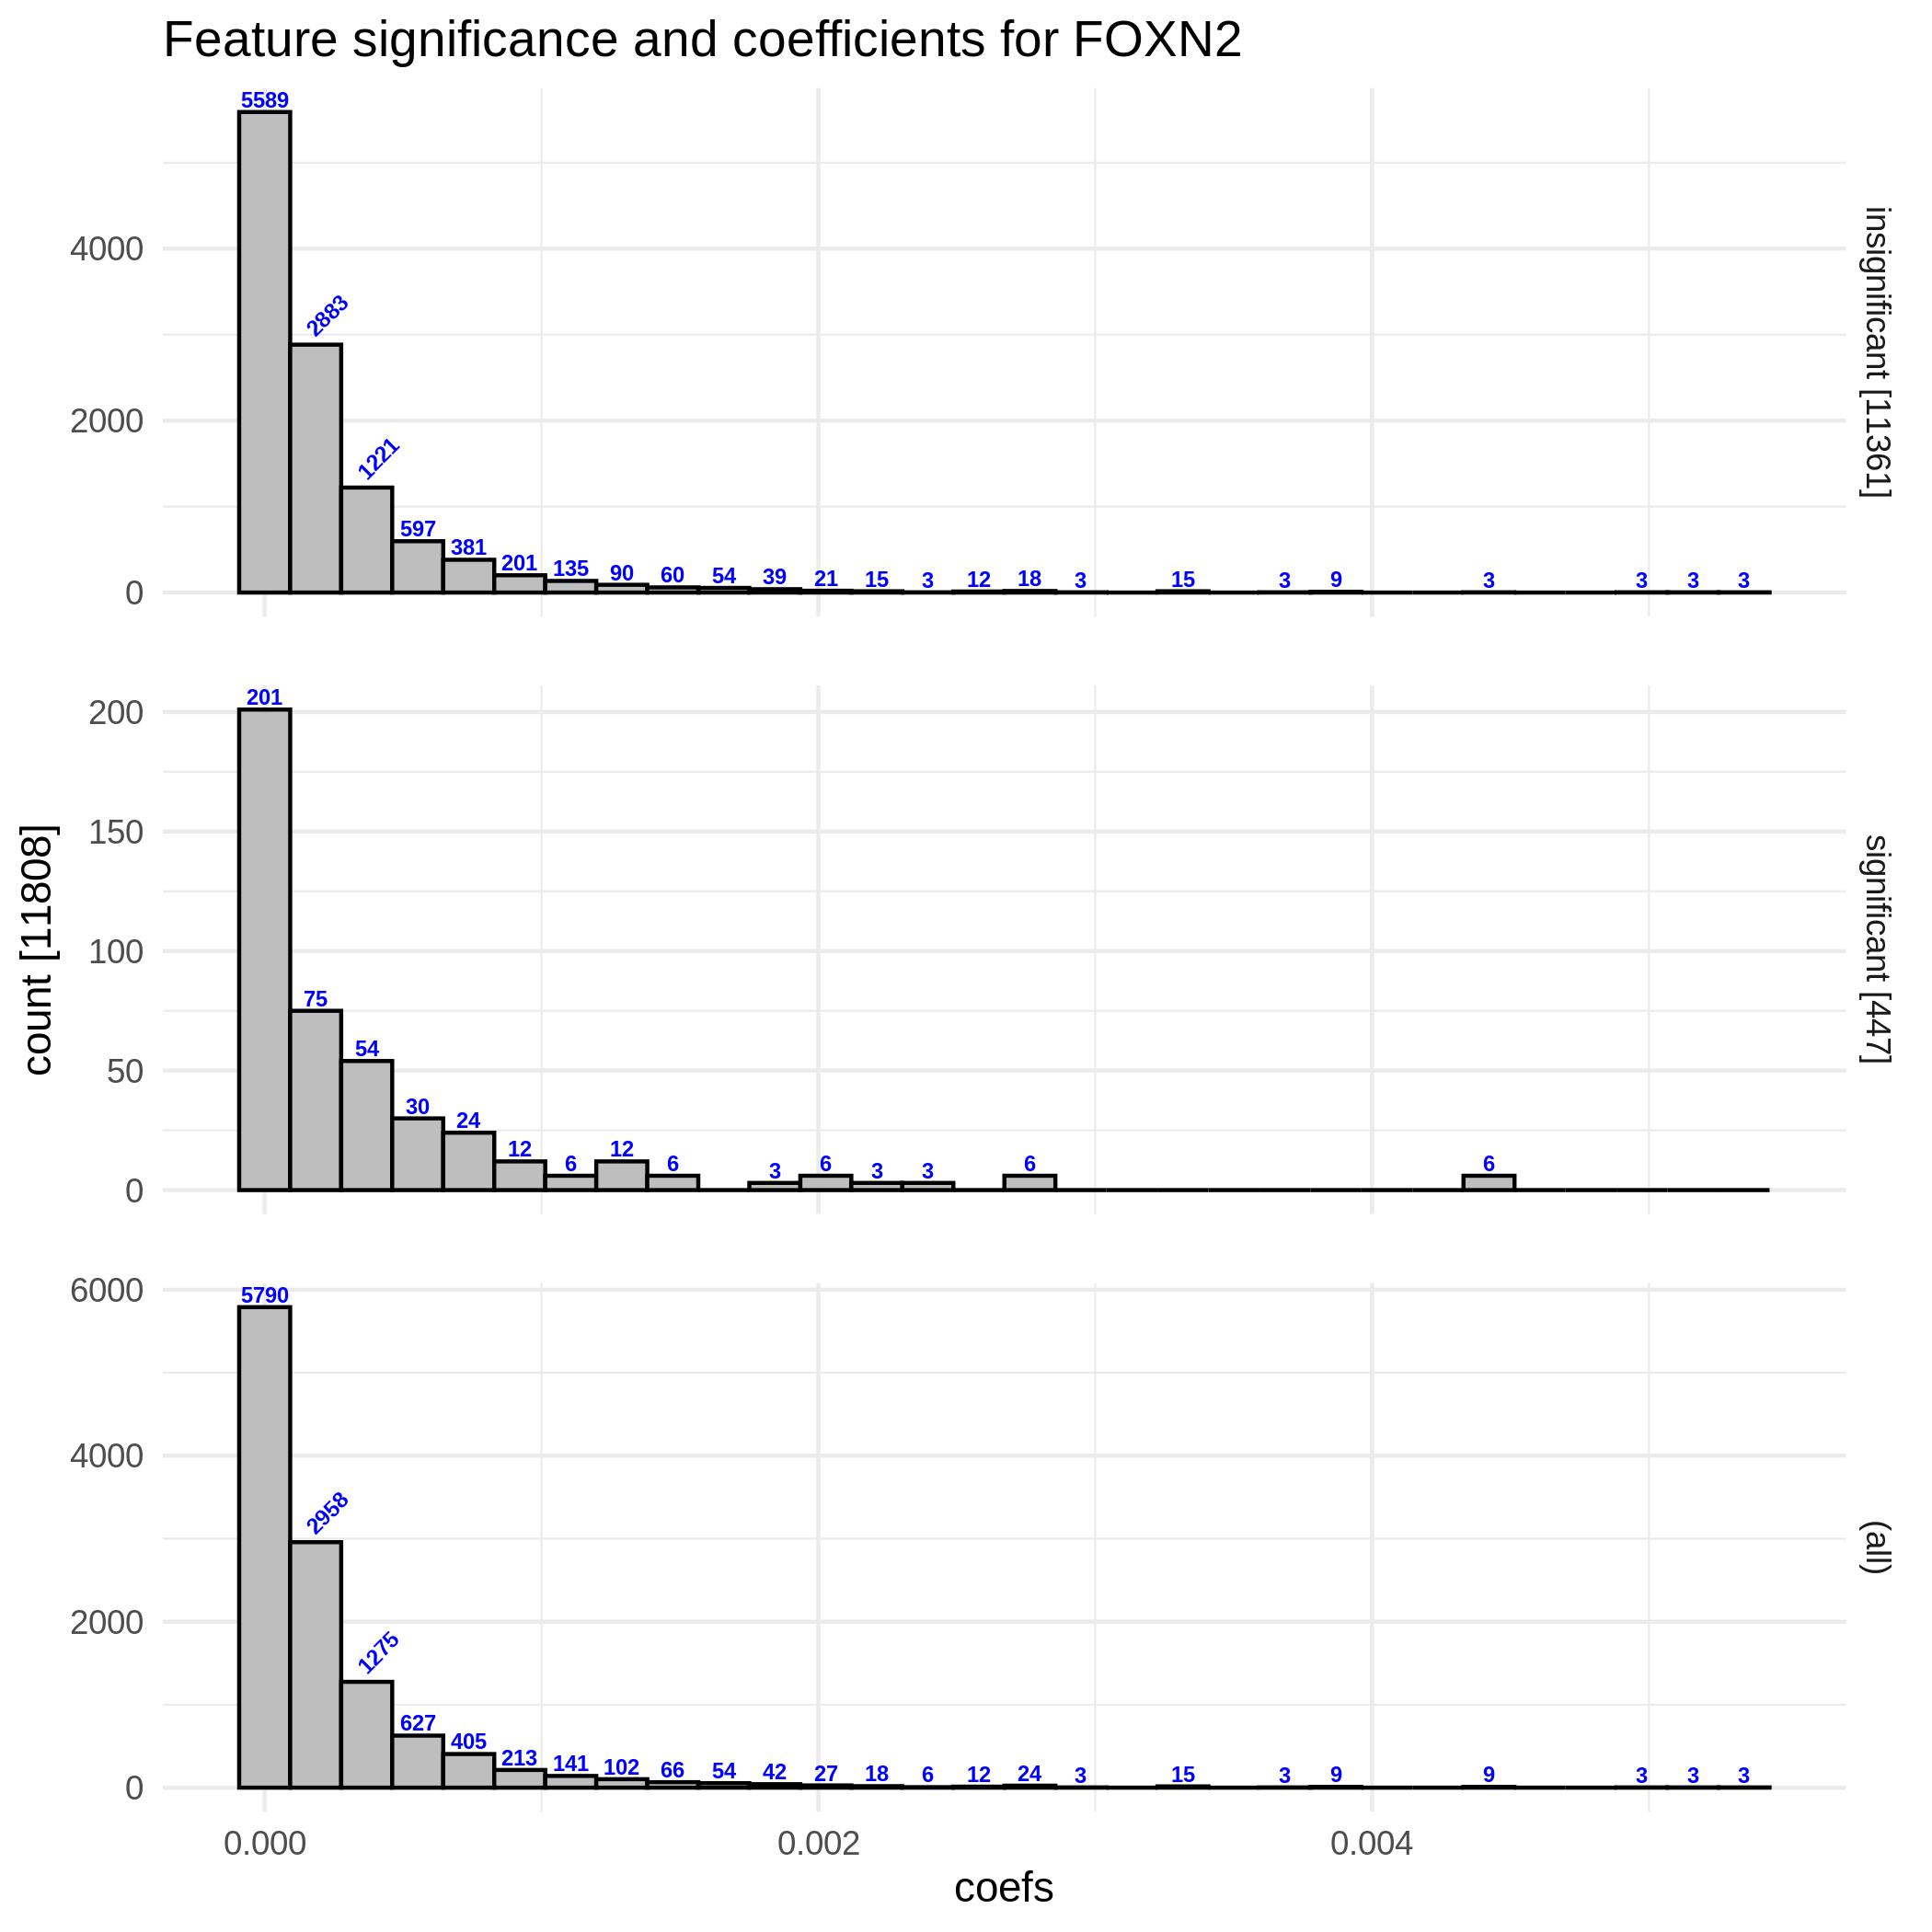 Feature significance and coefficients for FOXN2
5589
2883
1221
597 381 201 135 90 60 54 39 21 15 3 12 18 3 15 3 9 3 3 3 3
4000
2000
0
insignificant [11361]
201
75
54
30 24 12 6 12 6 3 6 3 3 6 6
200
150
100
50
0
significant [447]
count [11808]
5790
2958
1275
627 405 213 141 102 66 54 42 27 18 6 12 24 3 15 3 9 9 3 3 3
6000
4000
2000
0
(all)
0.000 0.002 0.004
coefs